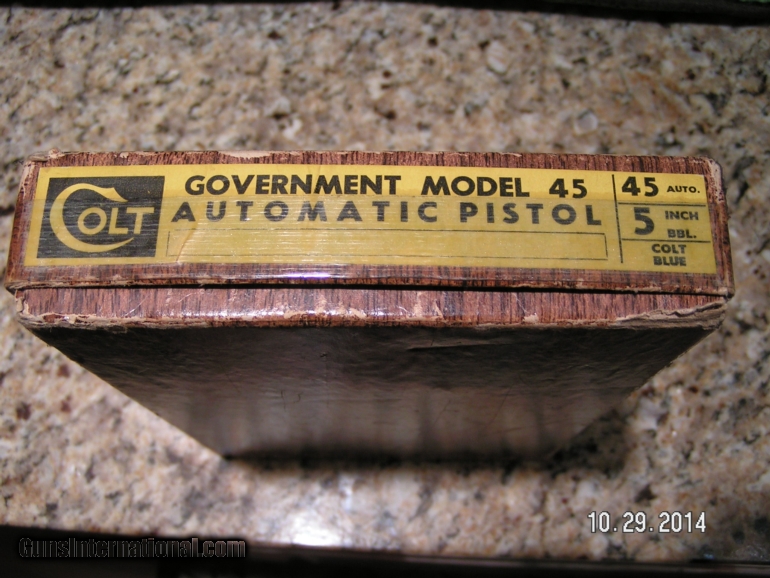 COLT
GOVERNMENT MODEL 45
AUTOMATIC PISTOL
45 AUTO.
5 INCH BBL.
COLT
BLUE
10.29.2014
GunsInternational.com